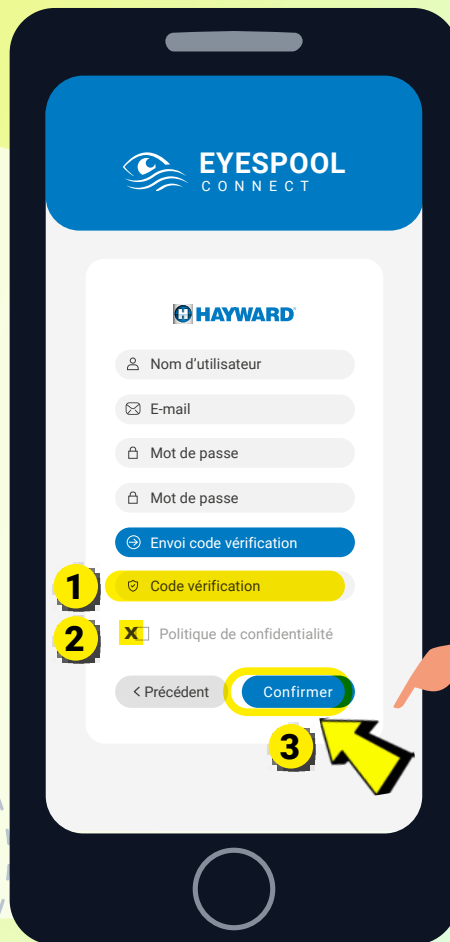 EYESPOOL
CONNECT
HAYWARD
Nom d’utilisateur
E-mail
Mot de passe
Mot de passe
Envoi code vérification
1 Code vérification
2 X Politique de confidentialité
< Précédent Confirmer
3